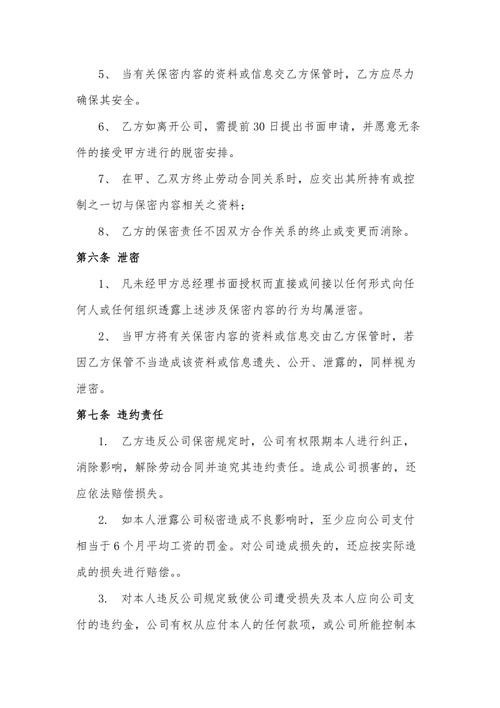 5、 当有关保密内容的资料或信息交乙方保管时，乙方应尽力
确保其安全。
6、 乙方如离开公司，需提前 30 日提出书面申请，并愿意无条
件的接受甲方进行的脱密安排。
7、 在甲、乙双方终止劳动合同关系时，应交出其所持有或控
制之一切与保密内容相关之资料；
8、 乙方的保密责任不因双方合作关系的终止或变更而消除。
第六条 泄密
1、 凡未经甲方总经理书面授权而直接或间接以任何形式向任
何人或任何组织透露上述涉及保密内容的行为均属泄密。
2、 当甲方将有关保密内容的资料或信息交由乙方保管时，若
因乙方保管不当造成该资料或信息遗失、公开、泄露的，同样视为
泄密。
第七条 违约责任
1. 乙方违反公司保密规定时，公司有权限期本人进行纠正，
消除影响，解除劳动合同并追究其违约责任。造成公司损害的，还
应依法赔偿损失。
2. 如本人泄露公司秘密造成不良影响时，至少应向公司支付
相当于 6 个月平均工资的罚金。对公司造成损失的，还应按实际造
成的损失进行赔偿。。
3. 对本人违反公司规定致使公司遭受损失及本人应向公司支
付的违约金，公司有权从应付本人的任何款项，或公司所能控制本